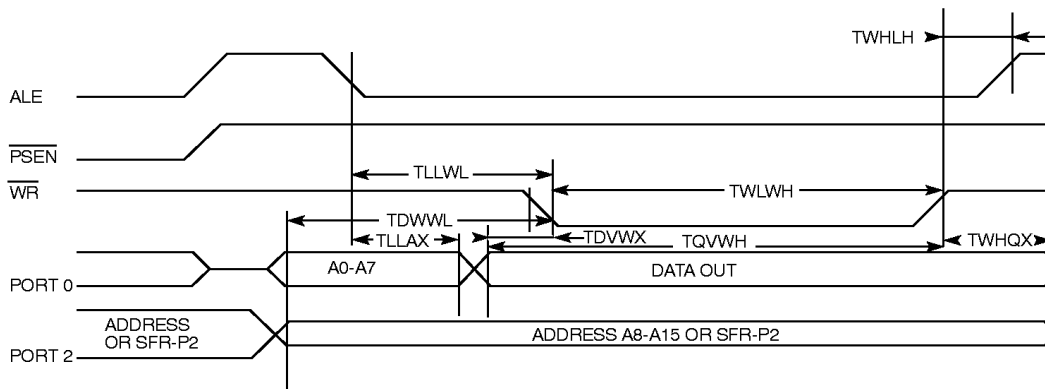 TWHLH
ALE
PSEN
TLLWL
WR
TWLWH
TDWWL
TLLAX
TDVWX
TQVWH
TWHQX
A0-A7
DATA OUT
PORT 0
ADDRESS
OR SFR-P2
ADDRESS A8-A15 OR SFR-P2
PORT 2